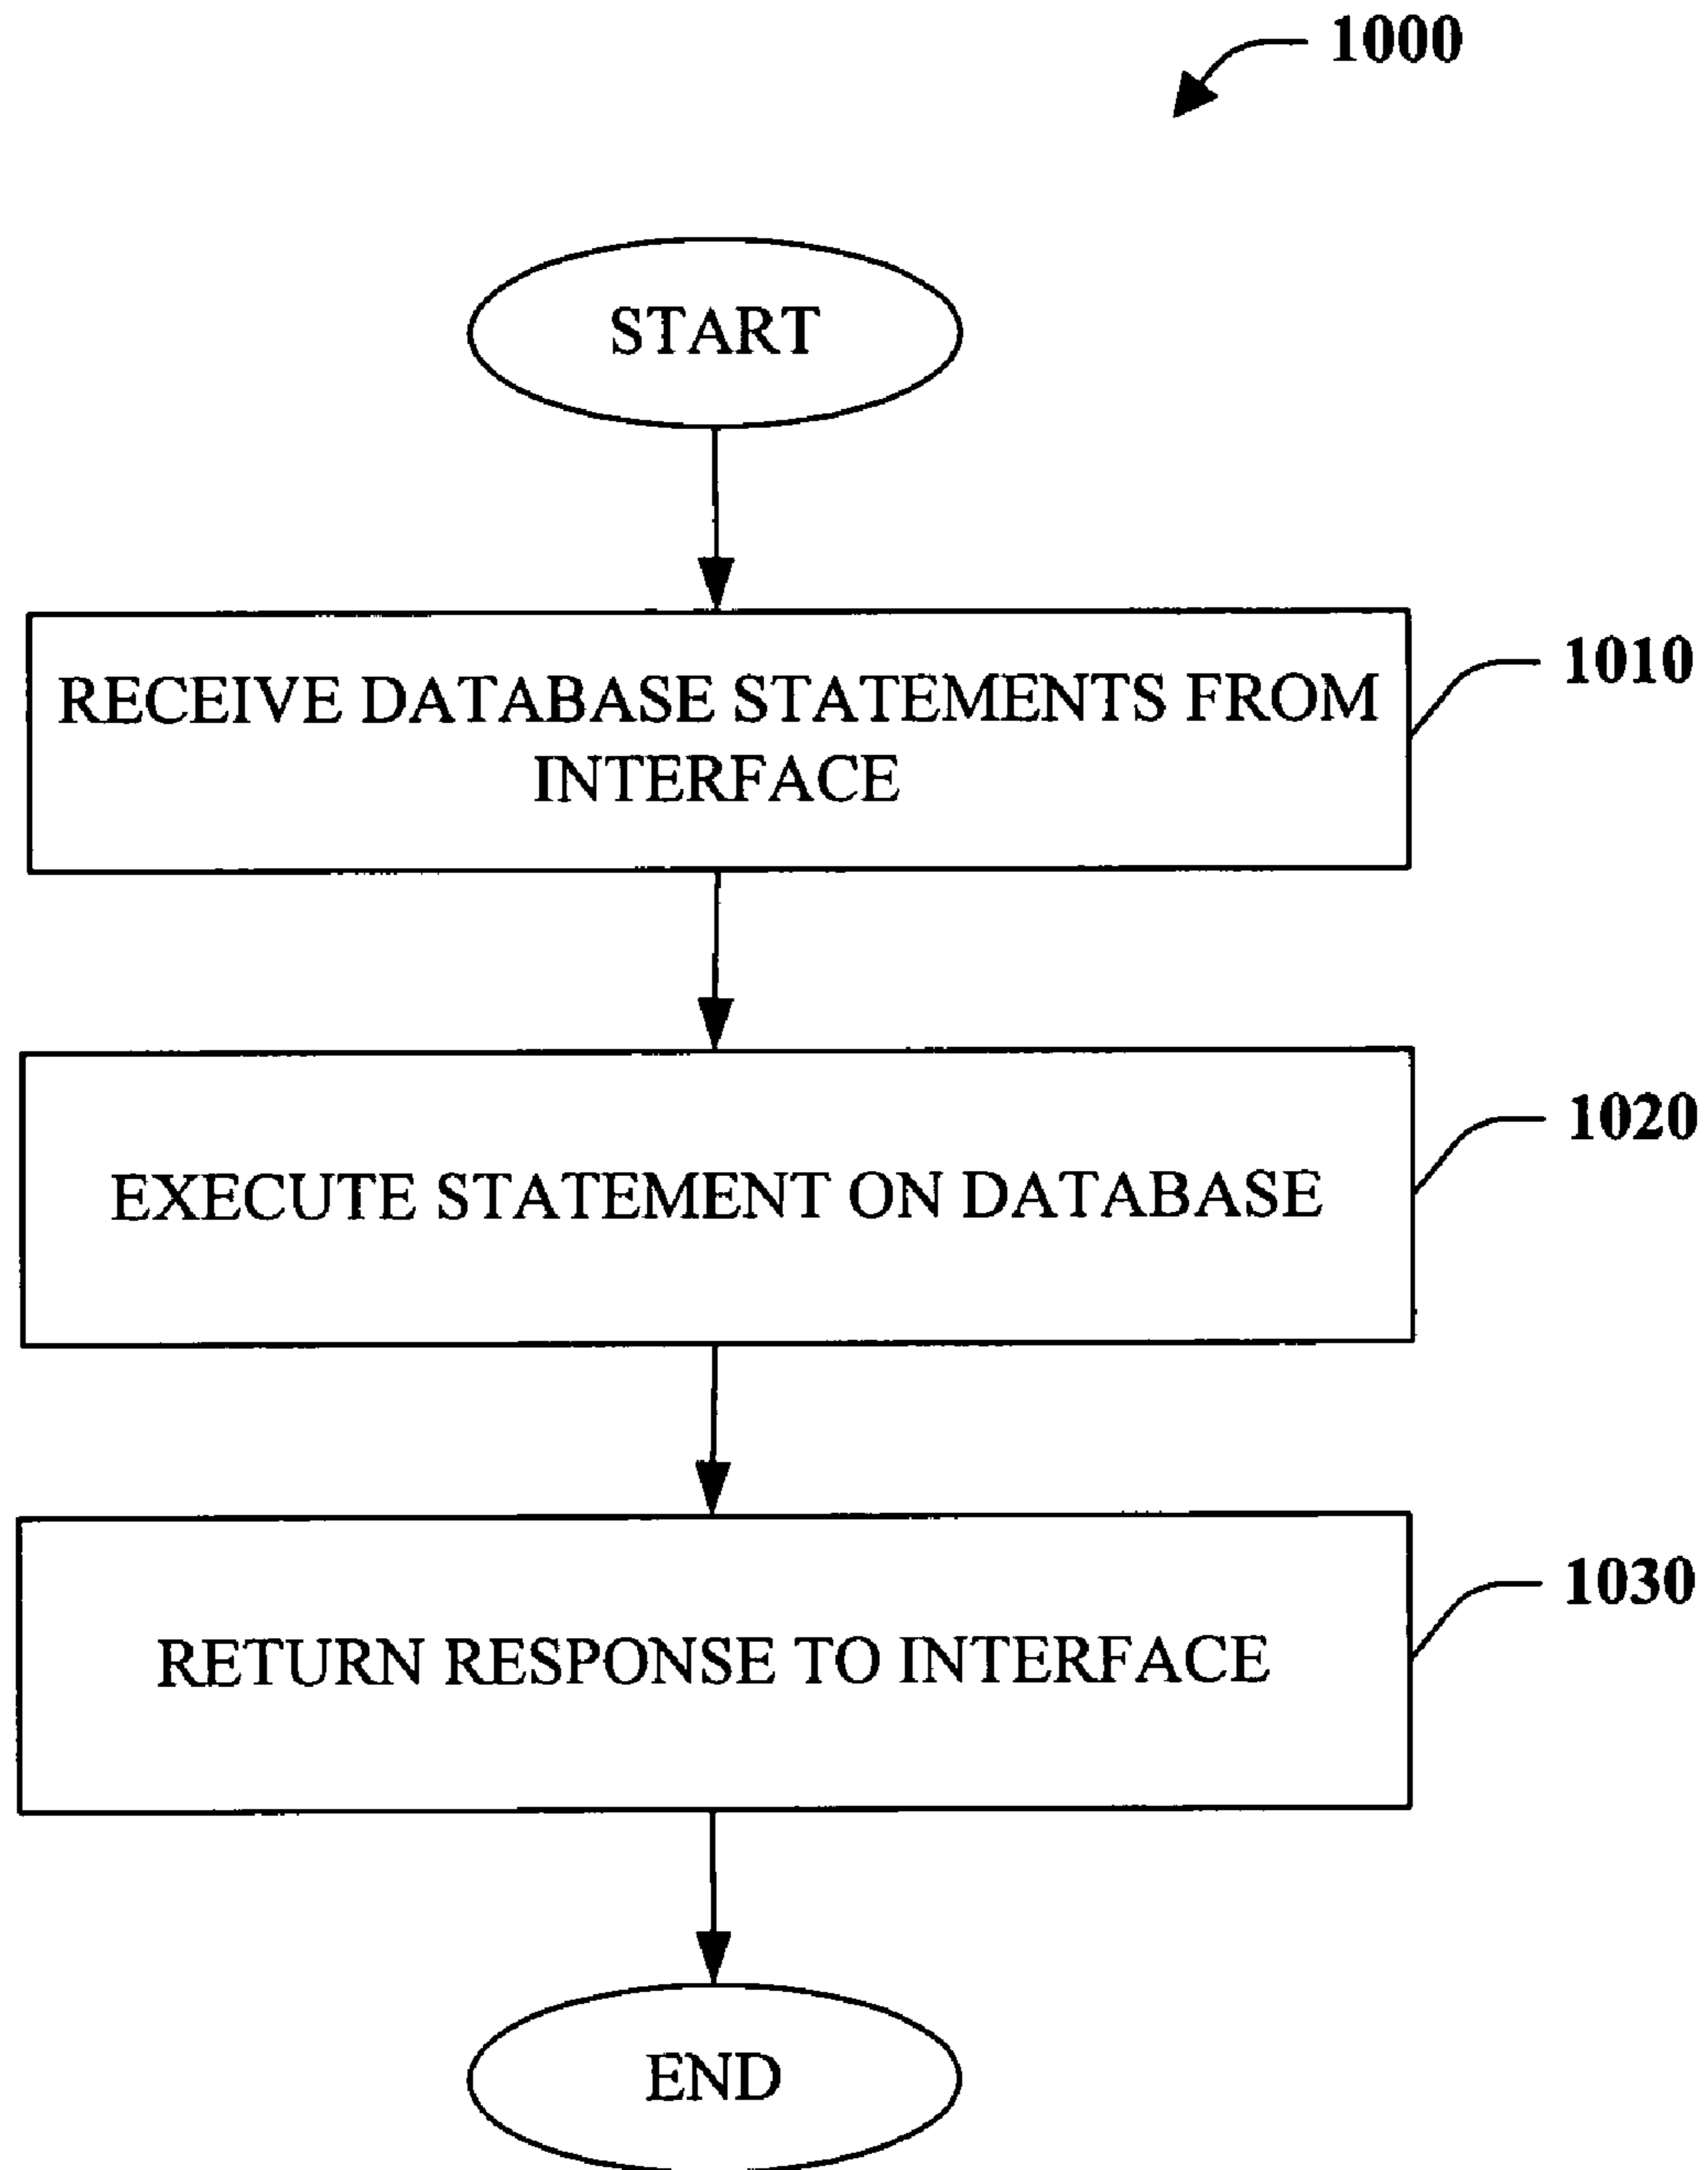 1000
START
RECEIVE DATABASE STATEMENTS FROM
INTERFACE
1010
EXECUTE STATEMENT ON DATABASE
1020
RETURN RESPONSE TO INTERFACE
1030
END